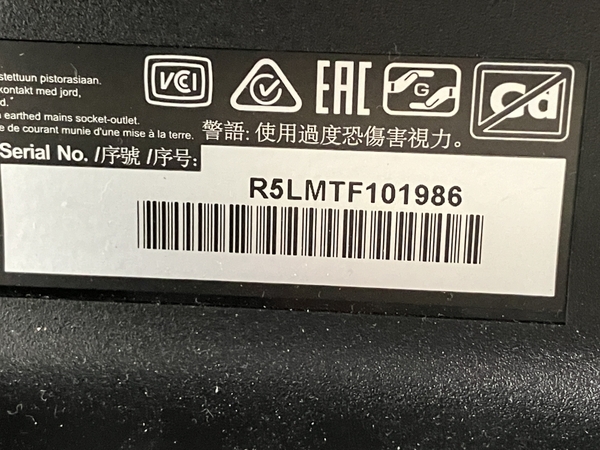 stettuun pistorasiaan.
kontakt med jord,
d."
earthed mains socket-outlet.
e de courant munie d'une mise à la terre.
VCCI
EAC
G
Cd
警語: 使用過度恐傷害視力。
Serial No. /序號 /序号:
R5LMTF101986